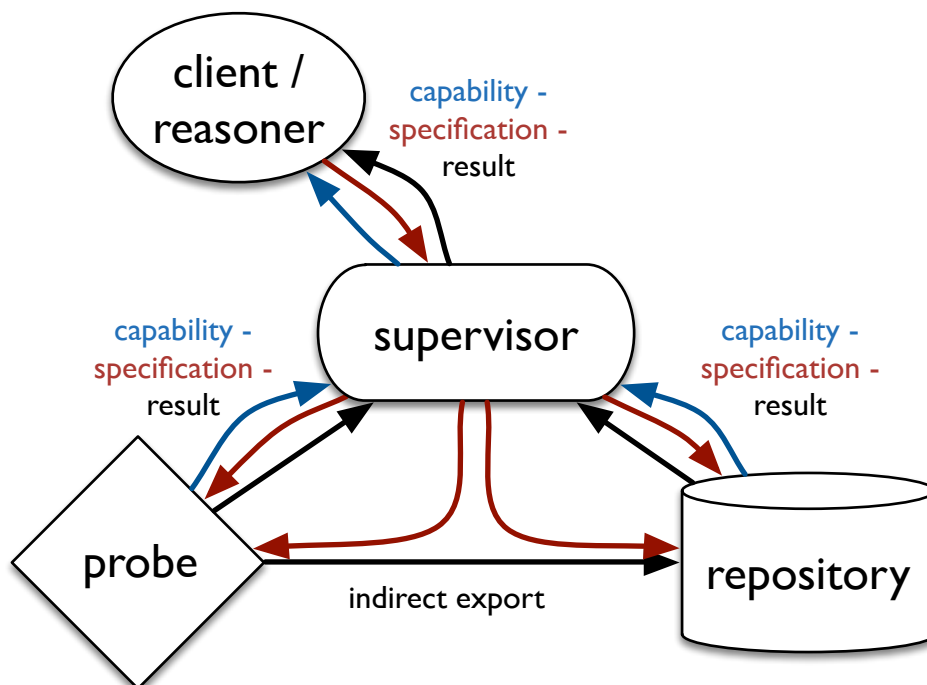 client /
reasoner
capability -
specification -
result
supervisor
capability -
specification -
result
capability -
specification -
result
probe
indirect export
repository